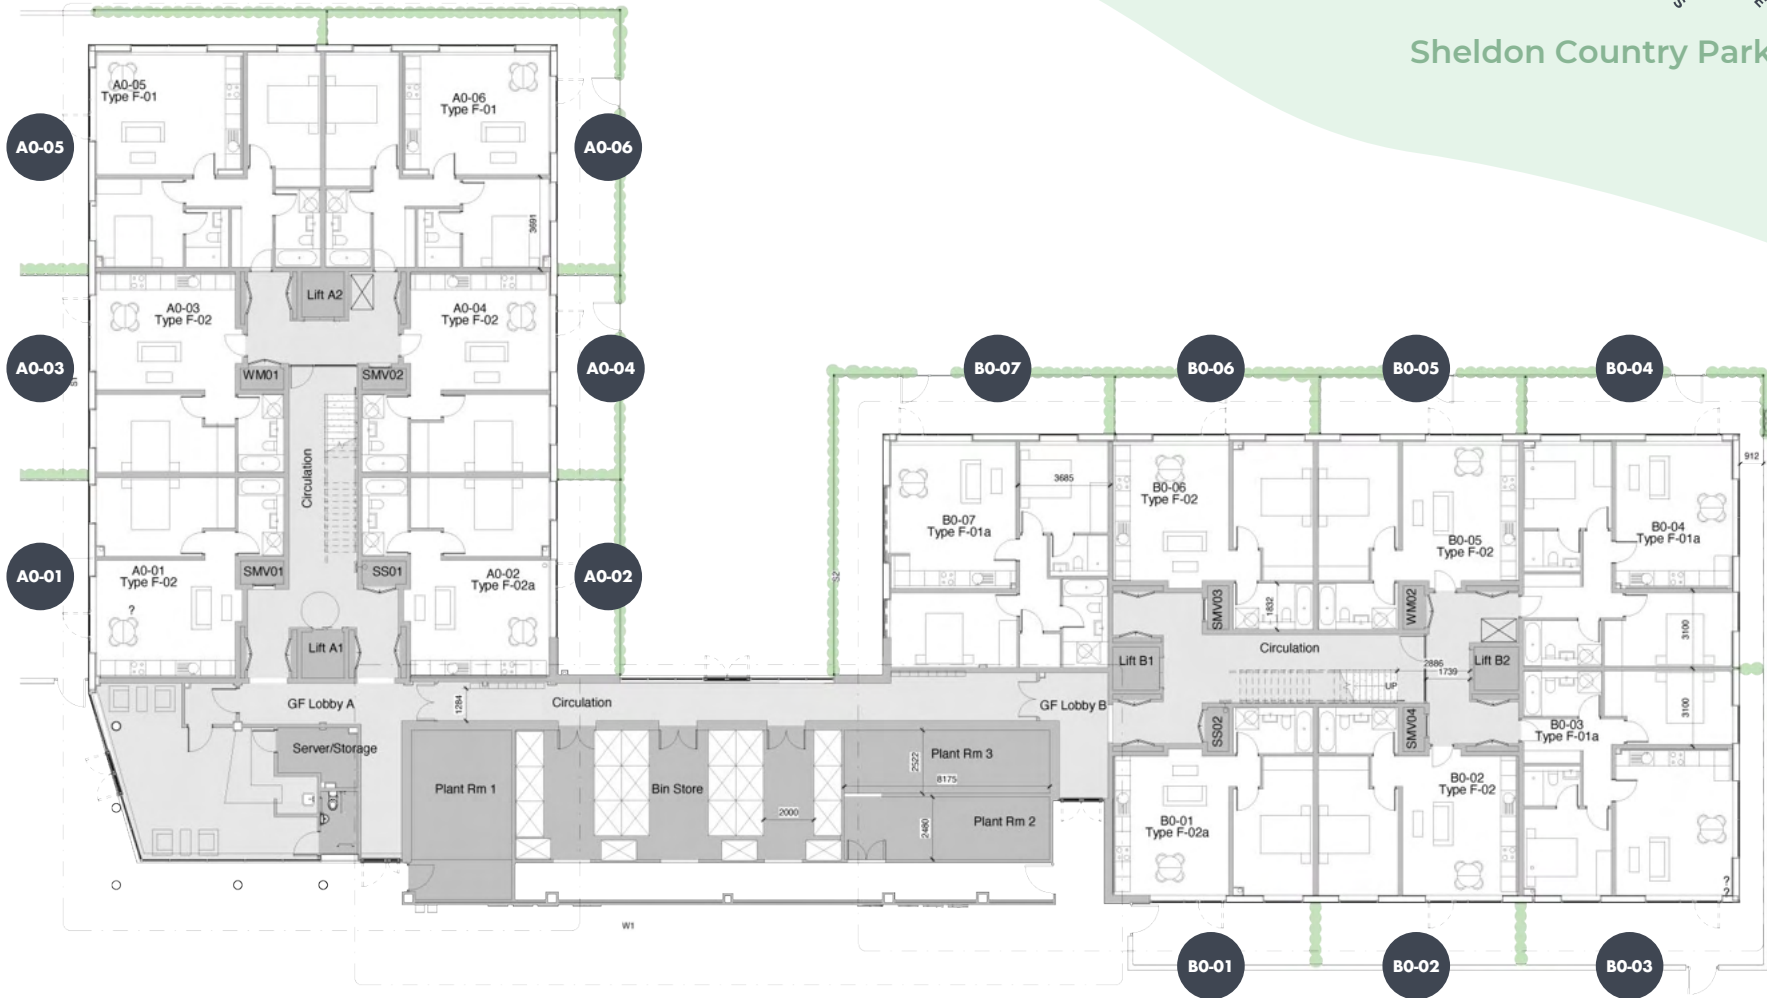 Sheldon Country Park
A0-05
A0-05
Type F-01
A0-06
Type F-01
A0-06
3691
Lift A2
A0-03
A0-03
Type F-02
A0-04
Type F-02
A0-04
WM01
SMV02
Circulation
A0-01
A0-01
Type F-02
?
SMV01
SS01
A0-02
Type F-02a
A0-02
Lift A1
GF Lobby A
Server/Storage
1284
Circulation
Plant Rm 1
Bin Store
2000
Plant Rm 3
2522
8175
Plant Rm 2
2480
GF Lobby B
W1
S2
B0-07
B0-06
B0-05
B0-04
912
B0-07
Type F-01a
3685
B0-06
Type F-02
B0-05
Type F-02
B0-04
Type F-01a
SMV03
1832
WM02
3100
Lift B1
Circulation
2886
1739
Lift B2
UP
3100
SS02
SMV04
B0-03
Type F-01a
B0-01
Type F-02a
B0-02
Type F-02
?
?
B0-01
B0-02
B0-03